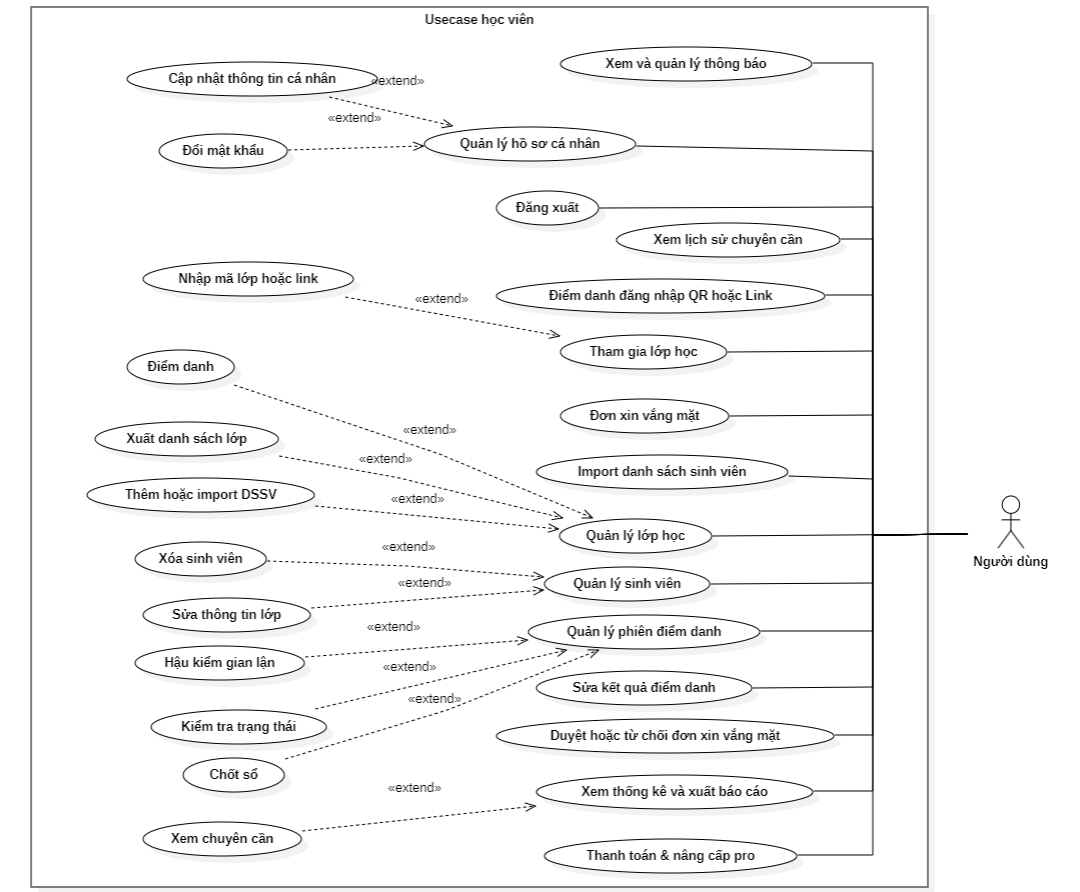 Usecase học viên
Xem và quản lý thông báo
Cập nhật thông tin cá nhân
«extend»
«extend»
Quản lý hồ sơ cá nhân
Đổi mật khẩu
Đăng xuất
Xem lịch sử chuyên cần
Nhập mã lớp hoặc link
«extend»
Điểm danh đăng nhập QR hoặc Link
Tham gia lớp học
Điểm danh
«extend»
Đơn xin vắng mặt
Xuất danh sách lớp
«extend»
Import danh sách sinh viên
Thêm hoặc import DSSV
«extend»
Quản lý lớp học
Người dùng
Xóa sinh viên
«extend»
Quản lý sinh viên
«extend»
Sửa thông tin lớp
«extend»
Quản lý phiên điểm danh
Hậu kiểm gian lận
«extend»
Sửa kết quả điểm danh
«extend»
Kiểm tra trạng thái
Duyệt hoặc từ chối đơn xin vắng mặt
Chốt sổ
«extend»
Xem thống kê và xuất báo cáo
Xem chuyên cần
Thanh toán & nâng cấp pro